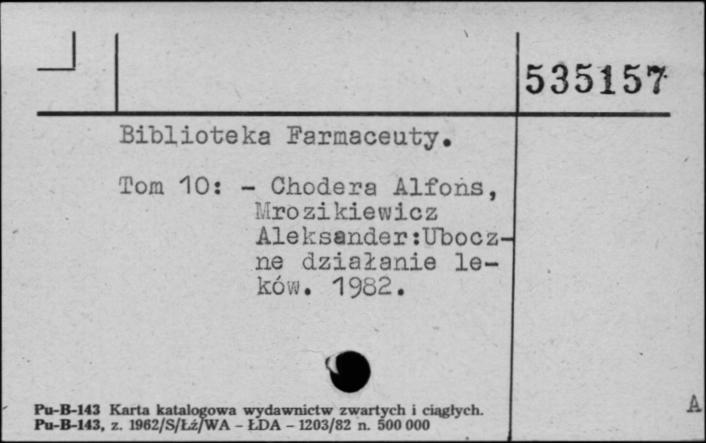 535157
Biblioteka Farmaceuty.
Tom 10: - Chodera Alfons,
Mrozikiewicz
Aleksander:Ubocz-
ne działanie le-
ków. 1982.
A
Pu-B-143 Karta katalogowa wydawnictw zwartych i ciągłych.
Pu-B-143, z. 1962/S/Łź/WA - ŁDA - 1203/82 n. 500 000